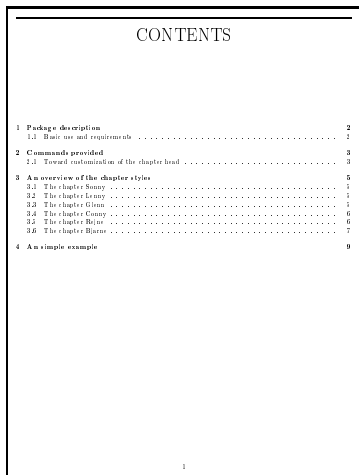 CONTENTS
1 Package description 2
1.1 Basic use and requirements . . . . . . . . . . . . . . . . . . . . . . . . . . . . . . . . . 2
2 Commands provided 3
2.1 Toward customization of the chapter head . . . . . . . . . . . . . . . . . . . . . . . . . 3
3 An overview of the chapter styles 5
3.1 The chapter Sonny . . . . . . . . . . . . . . . . . . . . . . . . . . . . . . . . . . . . . 5
3.2 The chapter Lenny . . . . . . . . . . . . . . . . . . . . . . . . . . . . . . . . . . . . . 5
3.3 The chapter Glenn . . . . . . . . . . . . . . . . . . . . . . . . . . . . . . . . . . . . . 5
3.4 The chapter Conny . . . . . . . . . . . . . . . . . . . . . . . . . . . . . . . . . . . . . 6
3.5 The chapter Rejne . . . . . . . . . . . . . . . . . . . . . . . . . . . . . . . . . . . . . 6
3.6 The chapter Bjarne . . . . . . . . . . . . . . . . . . . . . . . . . . . . . . . . . . . . . 7
4 An simple example 9
1